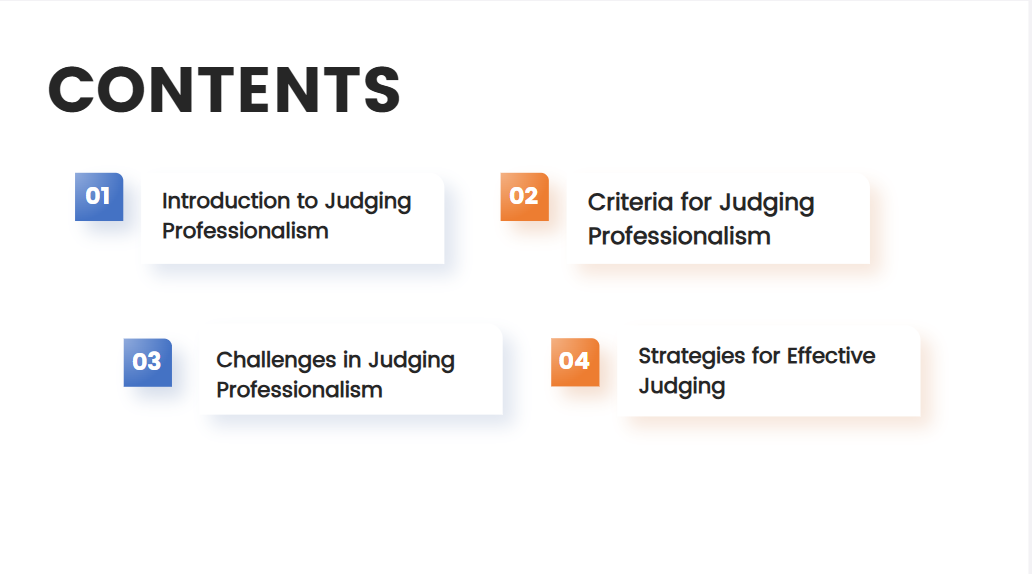 CONTENTS
01
Introduction to Judging
Professionalism
02
Criteria for Judging
Professionalism
03
Challenges in Judging
Professionalism
04
Strategies for Effective
Judging